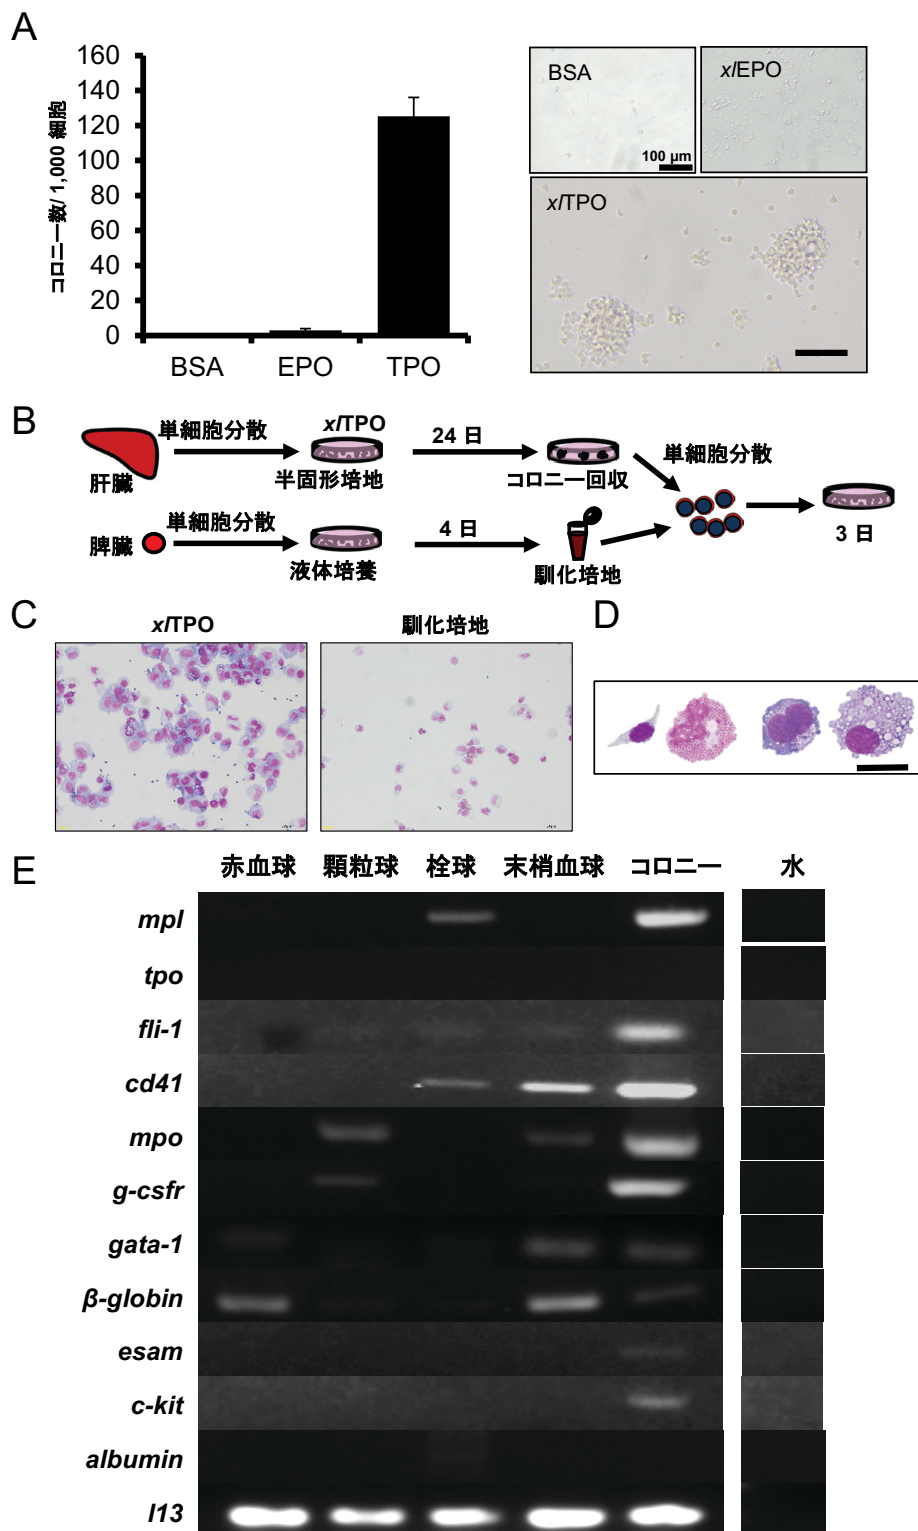 A
160
140
120
100
80
60
40
20
0
コロニー数/ 1,000 細胞
BSA EPO TPO
BSA
100 μm
xlEPO
xlTPO
B
単細胞分散 xlTPO 24 日 単細胞分散
肝臓 半固形培地 コロニー回収
単細胞分散 4 日 3 日
脾臓 液体培養 馴化培地
C
xlTPO 馴化培地
D
E
赤血球 顆粒球 栓球 末梢血球 コロニー 水
mpl
tpo
fli-1
cd41
mpo
g-csfr
gata-1
β-globin
esam
c-kit
albumin
l13